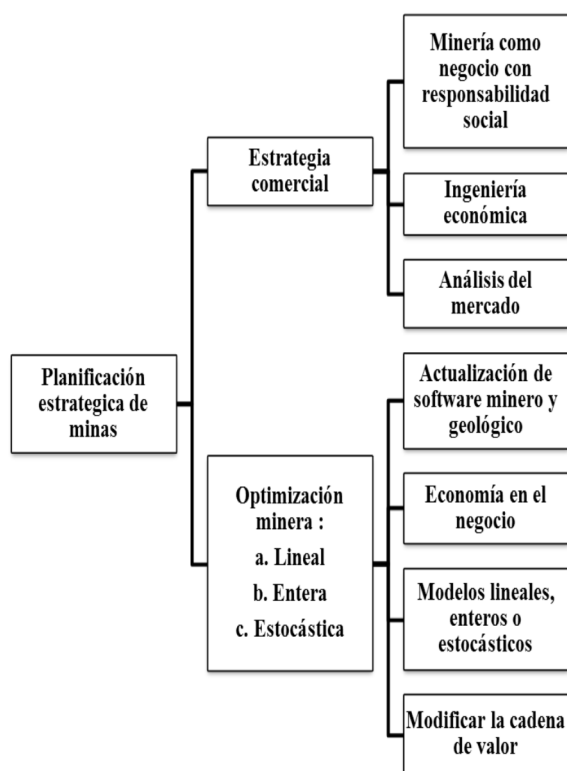 Minería como
negocio con
responsabilidad
social
Estrategia
comercial
Ingeniería
económica
Análisis del
mercado
Planificación
estrategica de
minas
Actualización de
software minero y
geológico
Optimización
minera :
a. Lineal
b. Entera
c. Estocástica
Economía en el
negocio
Modelos lineales,
enteros o
estocásticos
Modificar la cadena
de valor